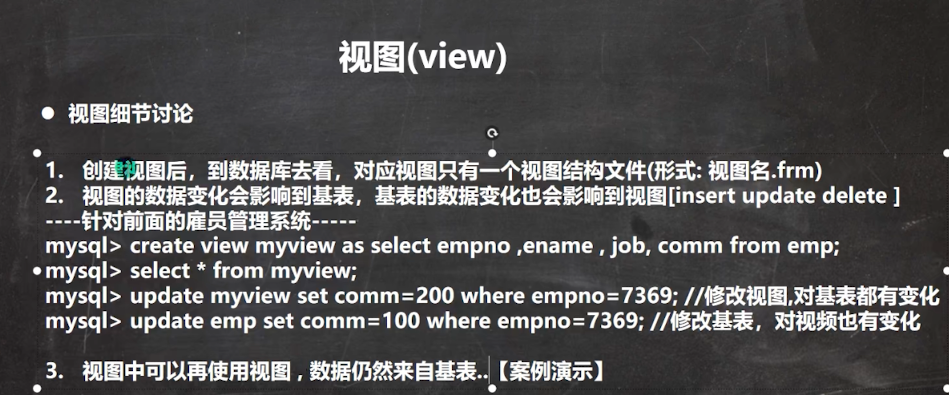 视图(view)
● 视图细节讨论
1. 创建视图后，到数据库去看，对应视图只有一个视图结构文件(形式: 视图名.frm)
2. 视图的数据变化会影响到基表，基表的数据变化也会影响到视图[insert update delete ]
----针对前面的雇员管理系统-----
mysql> create view myview as select empno ,ename , job, comm from emp;
mysql> select * from myview;
mysql> update myview set comm=200 where empno=7369; //修改视图,对基表都有变化
mysql> update emp set comm=100 where empno=7369; //修改基表，对视频也有变化
3. 视图中可以再使用视图 , 数据仍然来自基表..【案例演示】